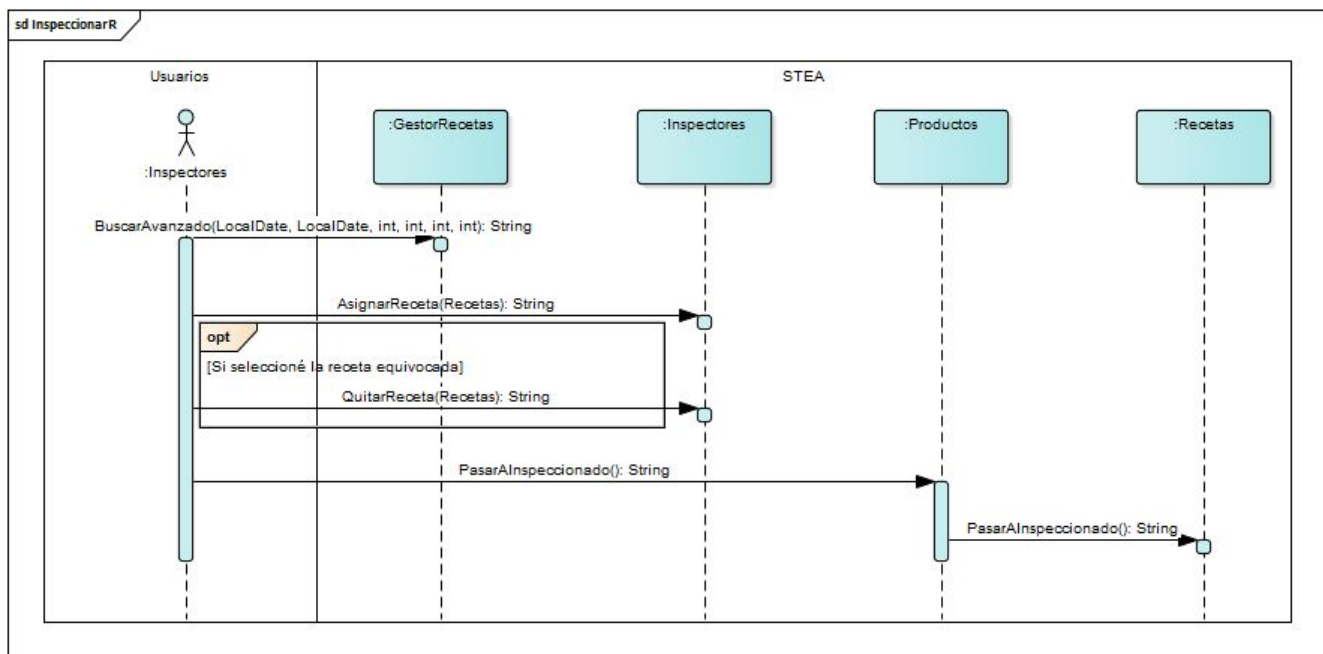 sd InspeccionarR
Usuarios
STEA
:Inspectores
:GestorRecetas
:Inspectores
:Productos
:Recetas
BuscarAvanzado(LocalDate, LocalDate, int, int, int, int): String
AsignarReceta(Recetas): String
opt
[Si seleccioné la receta equivocada]
QuitarReceta(Recetas): String
PasarAInspeccionado(): String
PasarAInspeccionado(): String